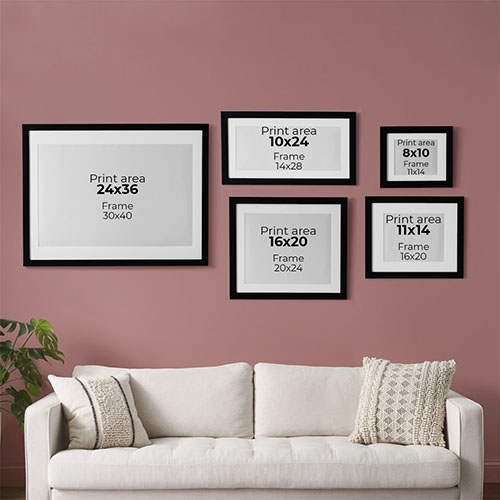 Print area
24x36
Frame
30x40
Print area
10x24
Frame
14x28
Print area
8x10
Frame
11x14
Print area
16x20
Frame
20x24
Print area
11x14
Frame
16x20